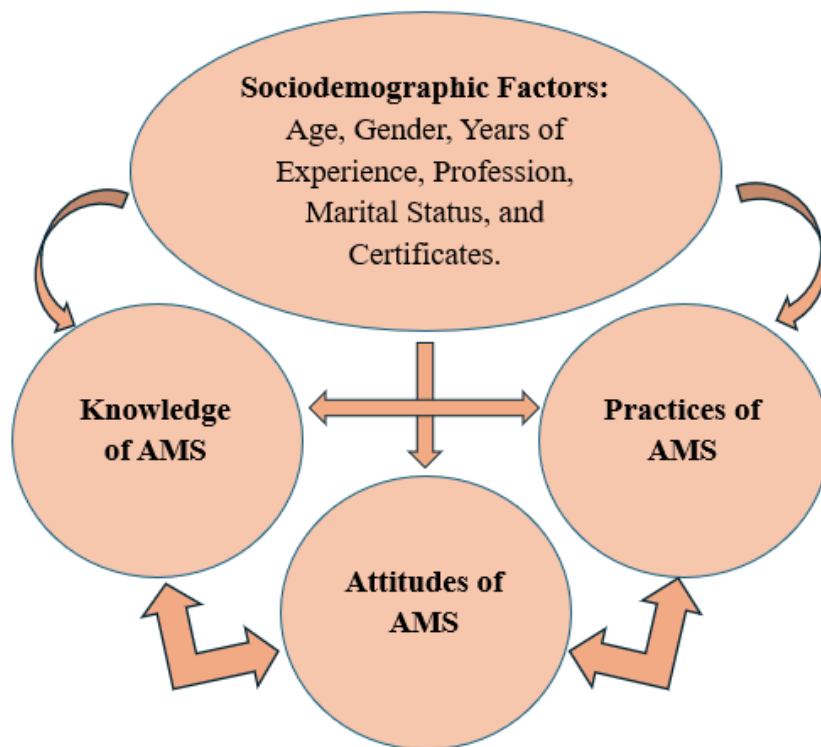 Sociodemographic Factors:
Age, Gender, Years of
Experience, Profession,
Marital Status, and
Certificates.
Knowledge
of AMS
Practices of
AMS
Attitudes of
AMS